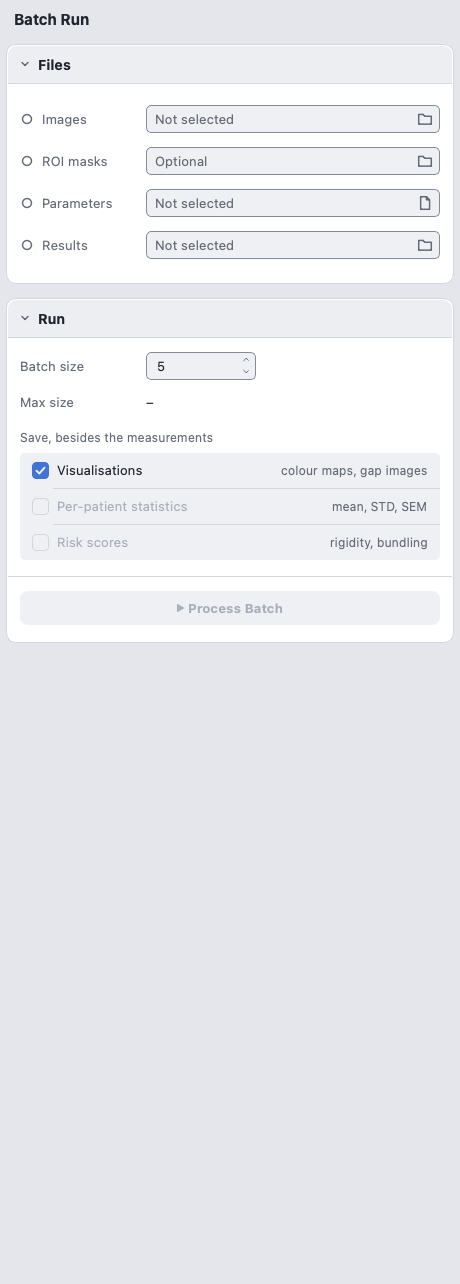 Batch Run
Files
Images Not selected
ROI masks Optional
Parameters Not selected
Results Not selected
Run
Batch size 5
Max size –
Save, besides the measurements
Visualisations colour maps, gap images
Per-patient statistics mean, STD, SEM
Risk scores rigidity, bundling
Process Batch